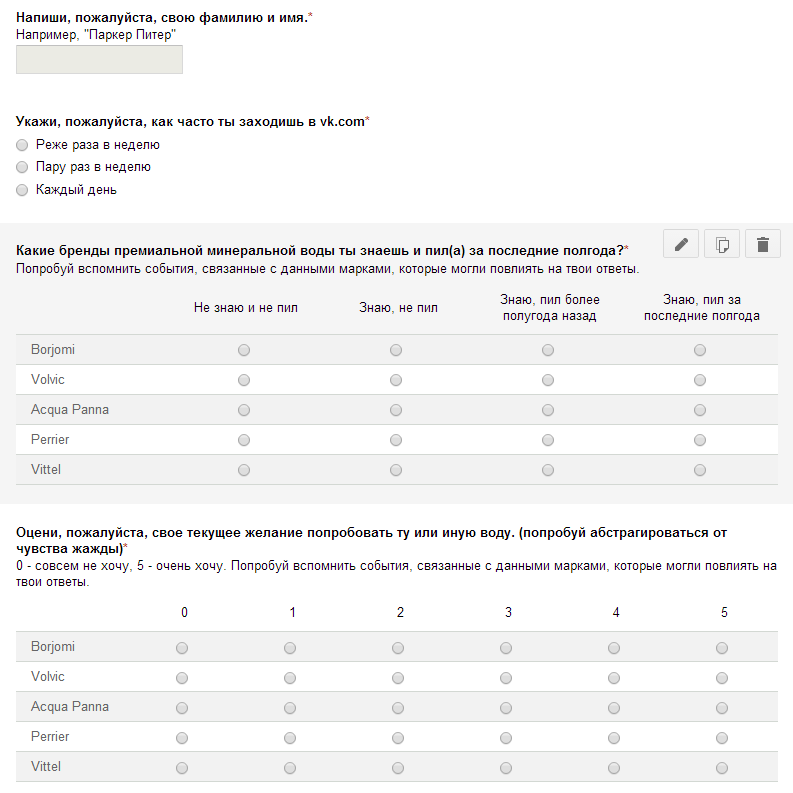 Напиши, пожалуйста, свою фамилию и имя.*
Например, "Паркер Питер"
Укажи, пожалуйста, как часто ты заходишь в vk.com*
Реже раза в неделю
Пару раз в неделю
Каждый день
Какие бренды премиальной минеральной воды ты знаешь и пил(а) за последние полгода?*
Попробуй вспомнить события, связанные с данными марками, которые могли повлиять на твои ответы.
Не знаю и не пил Знаю, не пил Знаю, пил более полугода назад Знаю, пил за последние полгода
Borjomi
Volvic
Acqua Panna
Perrier
Vittel
Оцени, пожалуйста, свое текущее желание попробовать ту или иную воду. (попробуй абстрагироваться от
чувства жажды)*
0 - совсем не хочу, 5 - очень хочу. Попробуй вспомнить события, связанные с данными марками, которые могли повлиять на
твои ответы.
0 1 2 3 4 5
Borjomi
Volvic
Acqua Panna
Perrier
Vittel